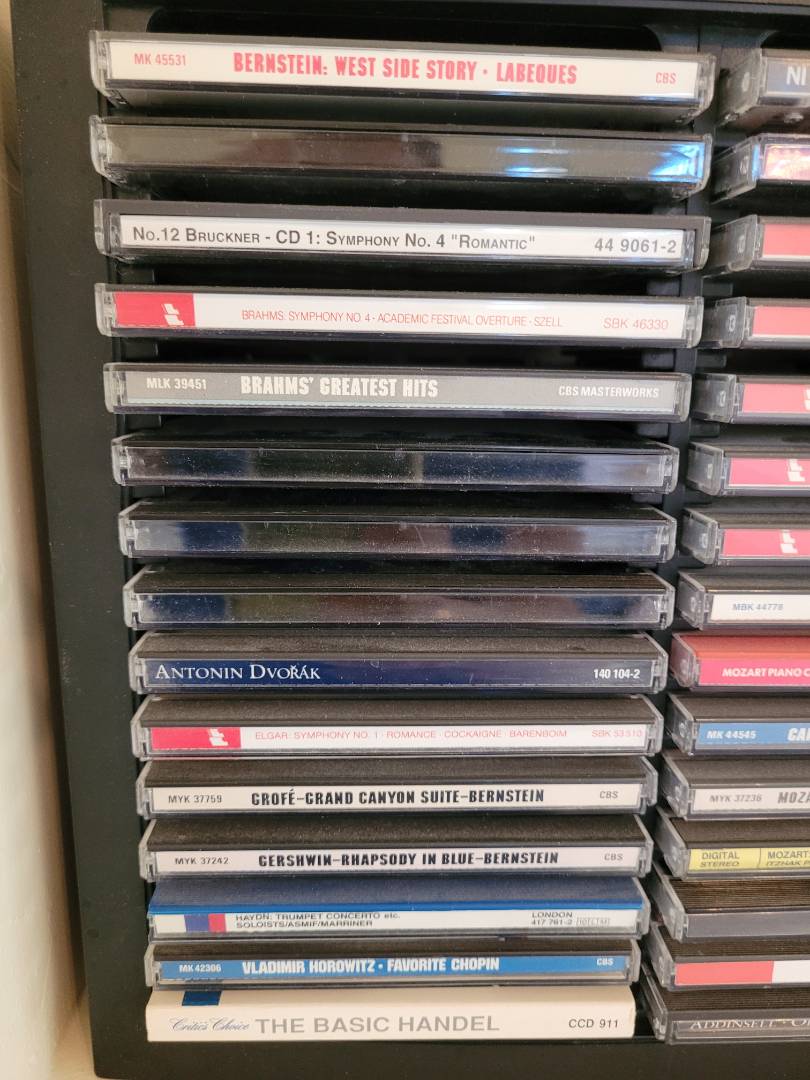 MK 45531 BERNSTEIN: WEST SIDE STORY · LABEQUES CBS
No.12 BRUCKNER - CD 1: SYMPHONY No. 4 "ROMANTIC" 44 9061-2
BRAHMS: SYMPHONY NO. 4 · ACADEMIC FESTIVAL OVERTURE · SZELL SBK 46330
MLK 39451 BRAHMS' GREATEST HITS CBS MASTERWORKS
ANTONIN DVOŘÁK 140 104-2
ELGAR: SYMPHONY NO. 1 · ROMANCE · COCKAIGNE · BARENBOIM SBK 53510
MYK 37759 GROFÉ–GRAND CANYON SUITE–BERNSTEIN CBS
MYK 37242 GERSHWIN–RHAPSODY IN BLUE–BERNSTEIN CBS
HAYDN: TRUMPET CONCERTO etc. LONDON
SOLOISTS/ASMIF/MARRINER 417 761-2
MK 42306 VLADIMIR HOROWITZ · FAVORITE CHOPIN CBS
Critic's Choice THE BASIC HANDEL CCD 911
MBK 44778
MOZART PIANO C
MK 44545
MYK 37236 MOZA
DIGITAL MOZART:
STEREO ITZHAK P
ADDINSELL